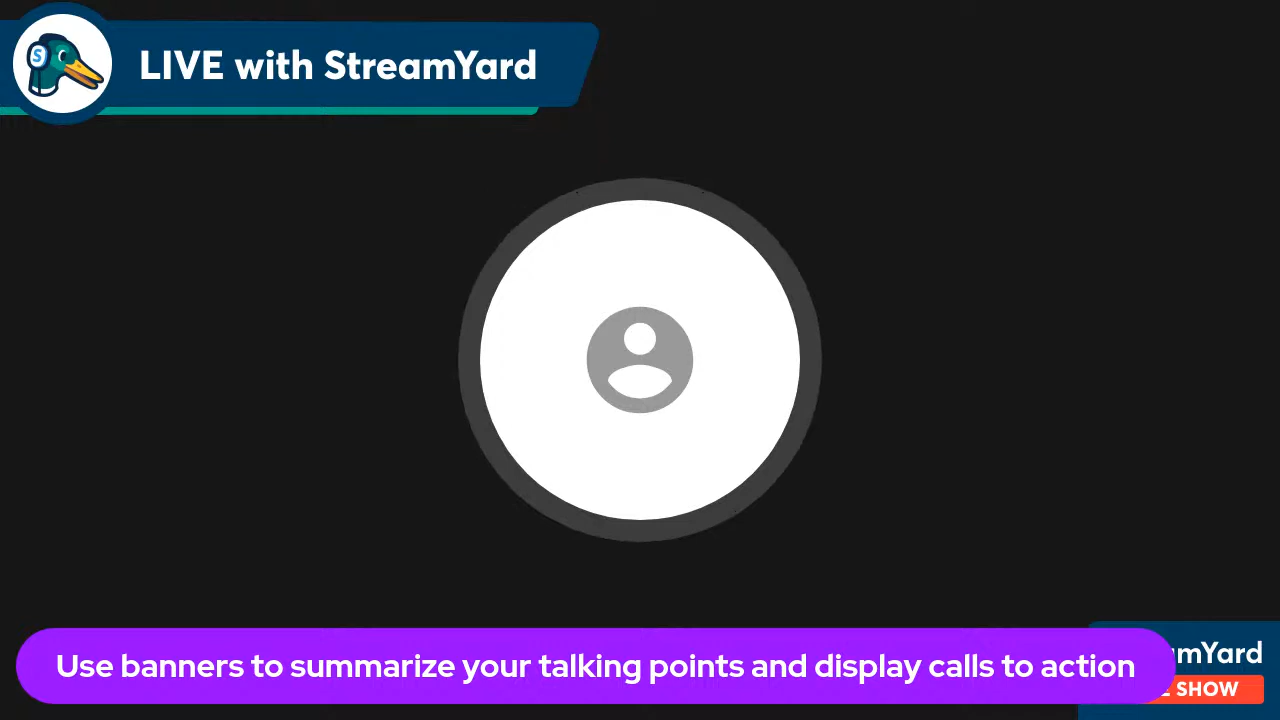 S
LIVE with StreamYard
Use banners to summarize your talking points and display calls to action
mYard
SHOW